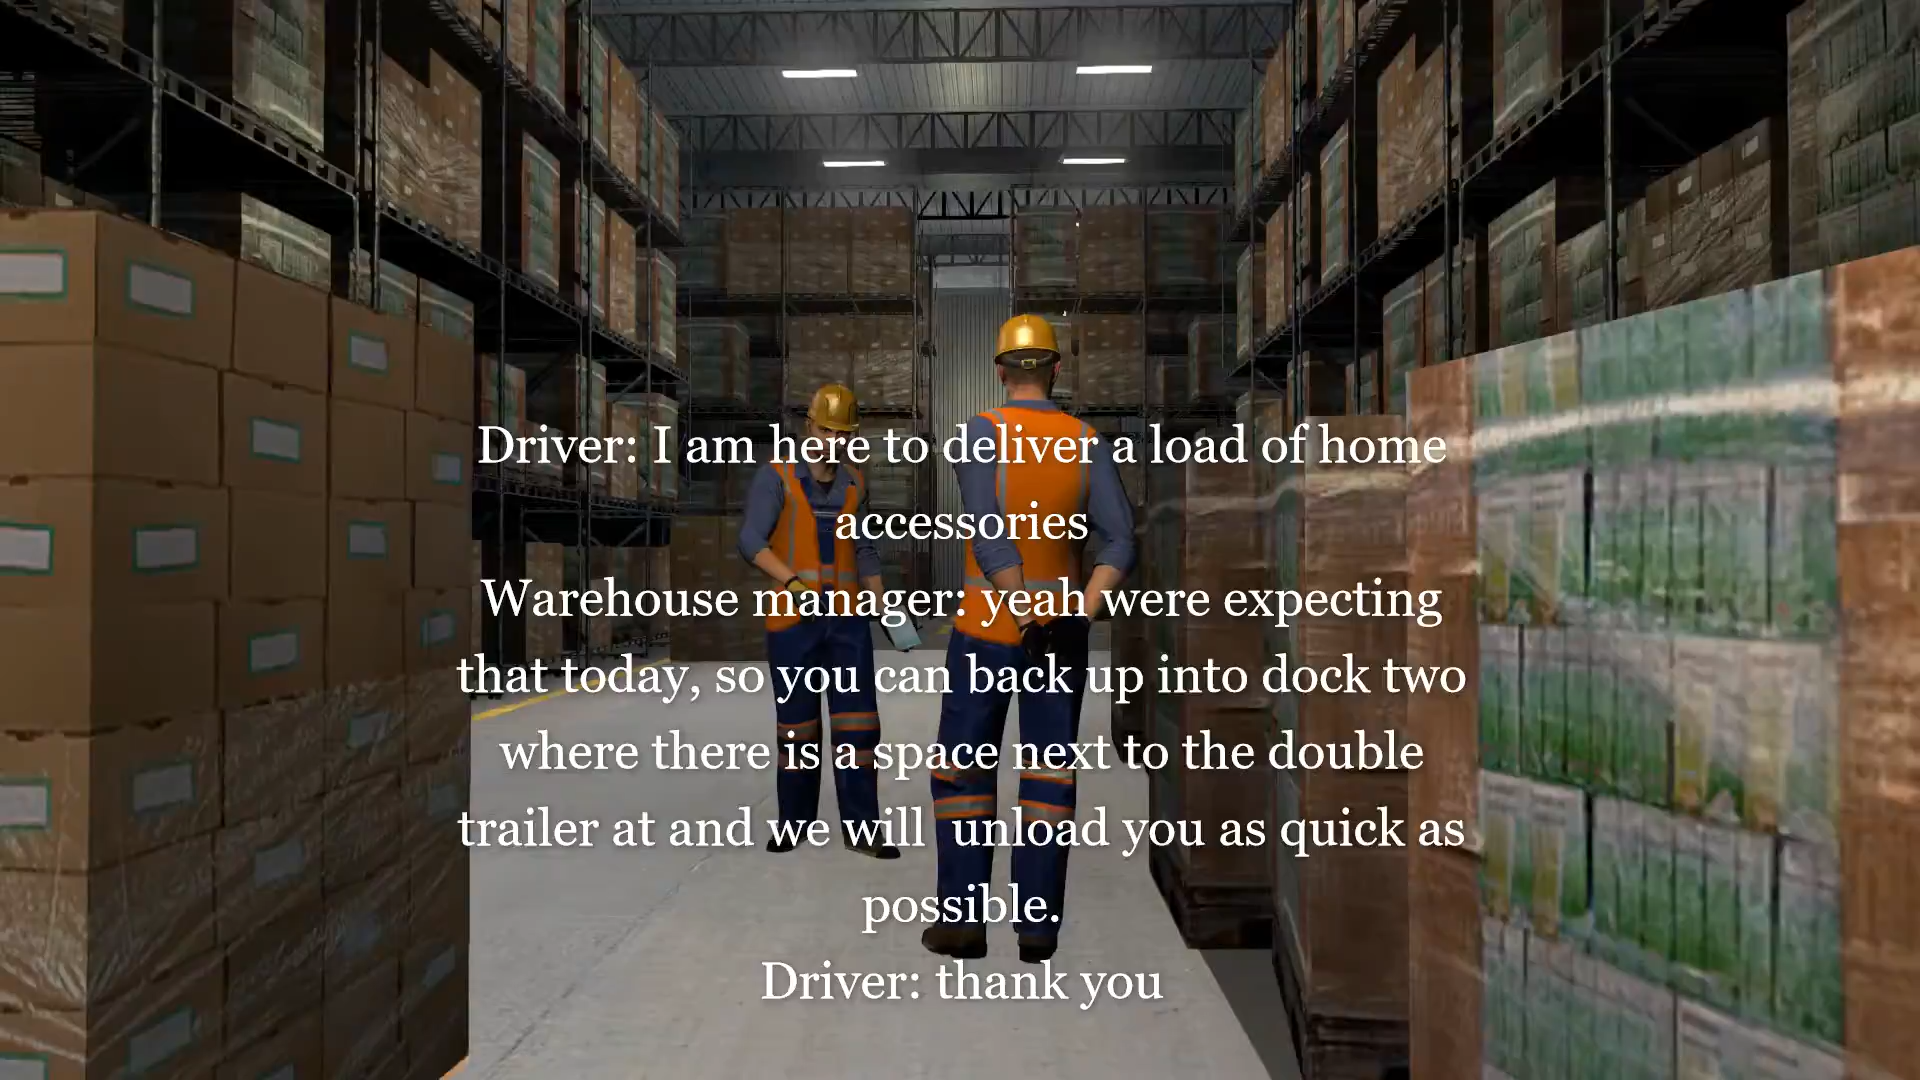 Driver: I am here to deliver a load of home
accessories
Warehouse manager: yeah were expecting
that today, so you can back up into dock two
where there is a space next to the double
trailer at and we will  unload you as quick as
possible.
Driver: thank you